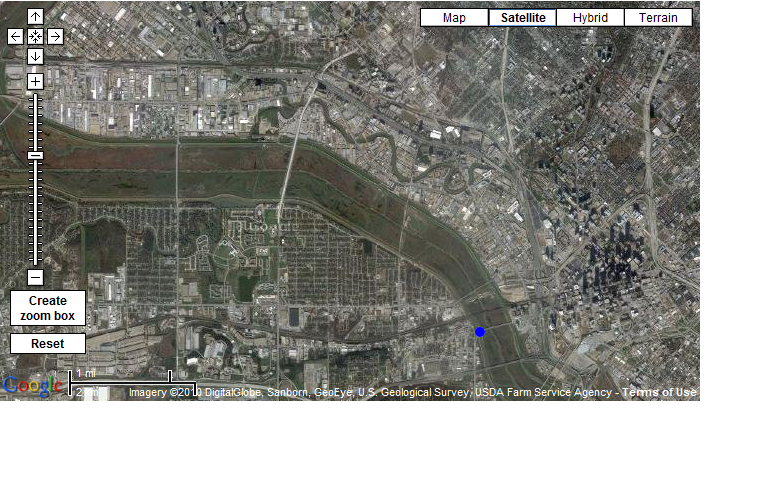 Map Satellite Hybrid Terrain
Create
zoom box
Reset
1 mi
Google
Imagery ©2010 DigitalGlobe, Sanborn, GeoEye, U.S. Geological Survey, USDA Farm Service Agency - Terms of Use